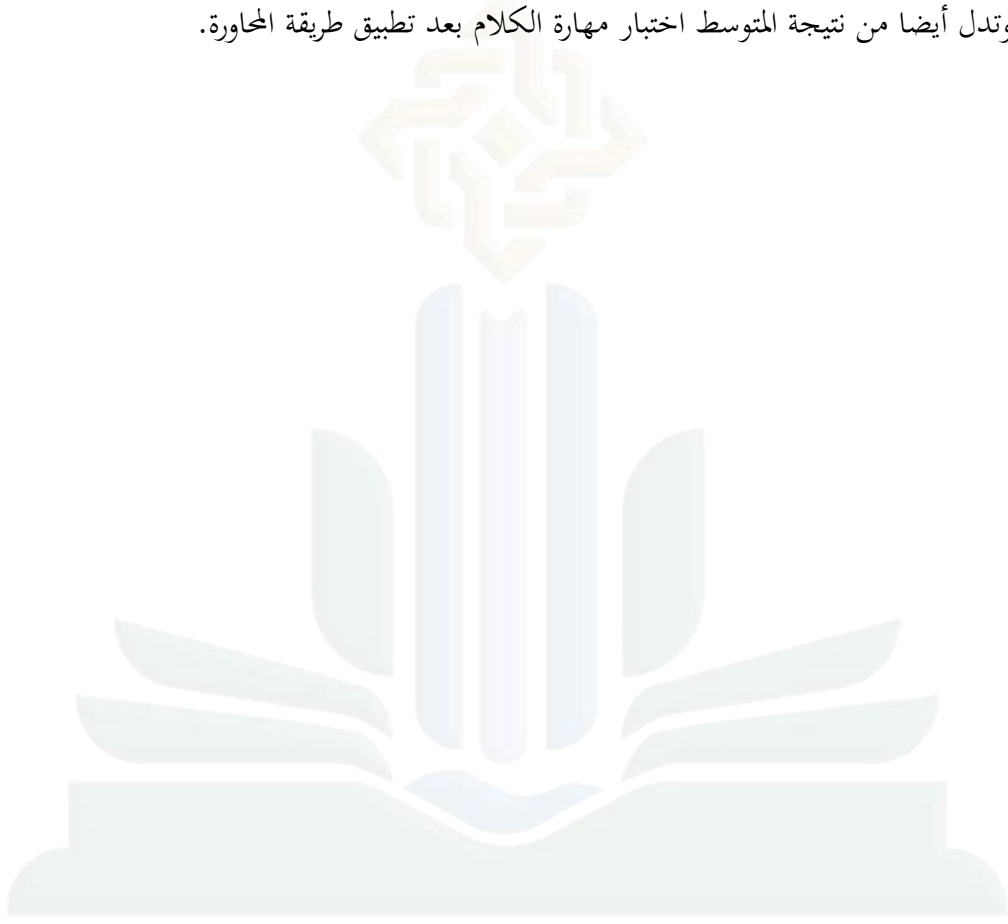 وتدل أيضا من نتيجة المتوسط اختبار مهارة الكلام بعد تطبيق طريقة المحاورة.